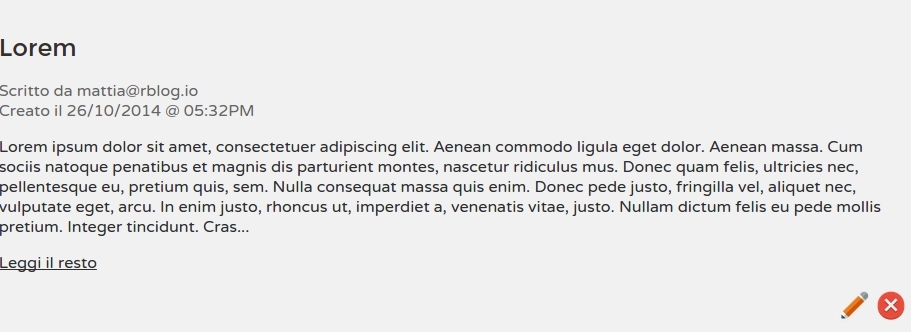 Lorem
Scritto da mattia@rblog.io
Creato il 26/10/2014 @ 05:32PM
Lorem ipsum dolor sit amet, consectetuer adipiscing elit. Aenean commodo ligula eget dolor. Aenean massa. Cum
sociis natoque penatibus et magnis dis parturient montes, nascetur ridiculus mus. Donec quam felis, ultricies nec,
pellentesque eu, pretium quis, sem. Nulla consequat massa quis enim. Donec pede justo, fringilla vel, aliquet nec,
vulputate eget, arcu. In enim justo, rhoncus ut, imperdiet a, venenatis vitae, justo. Nullam dictum felis eu pede mollis
pretium. Integer tincidunt. Cras...
Leggi il resto